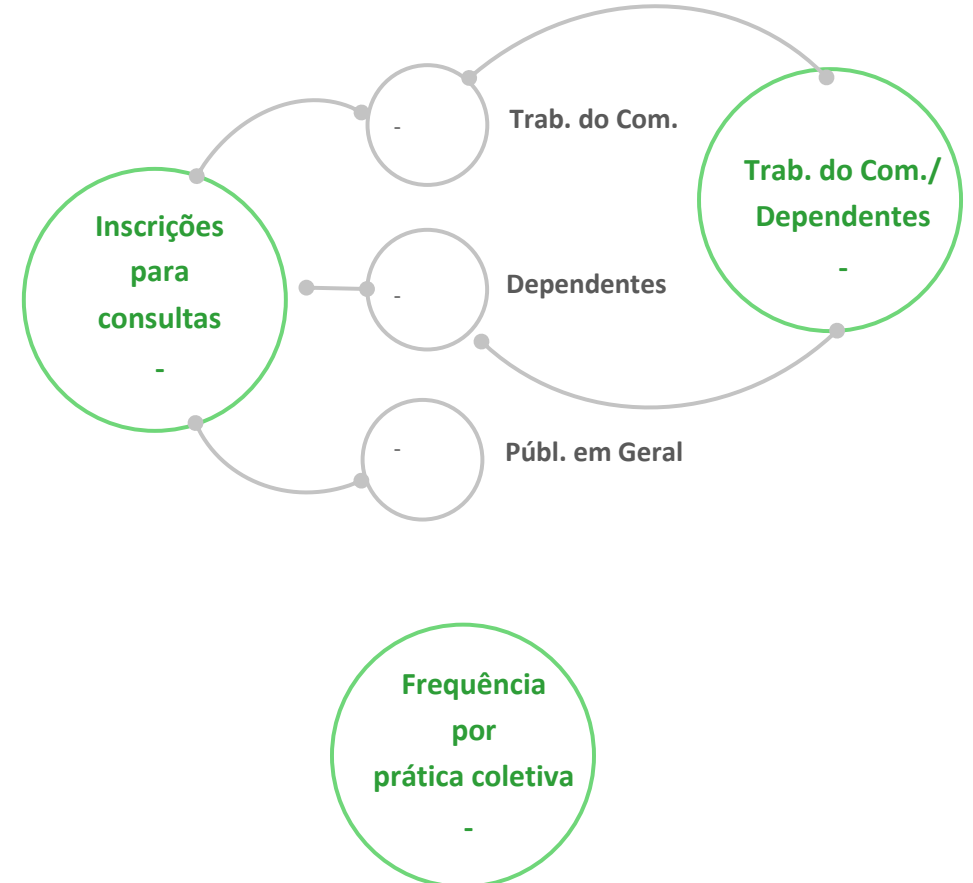 Inscrições
para
consultas
-
-
Trab. do Com.
-
Dependentes
-
Públ. em Geral
Trab. do Com./
Dependentes
-
Frequência
por
prática coletiva
-